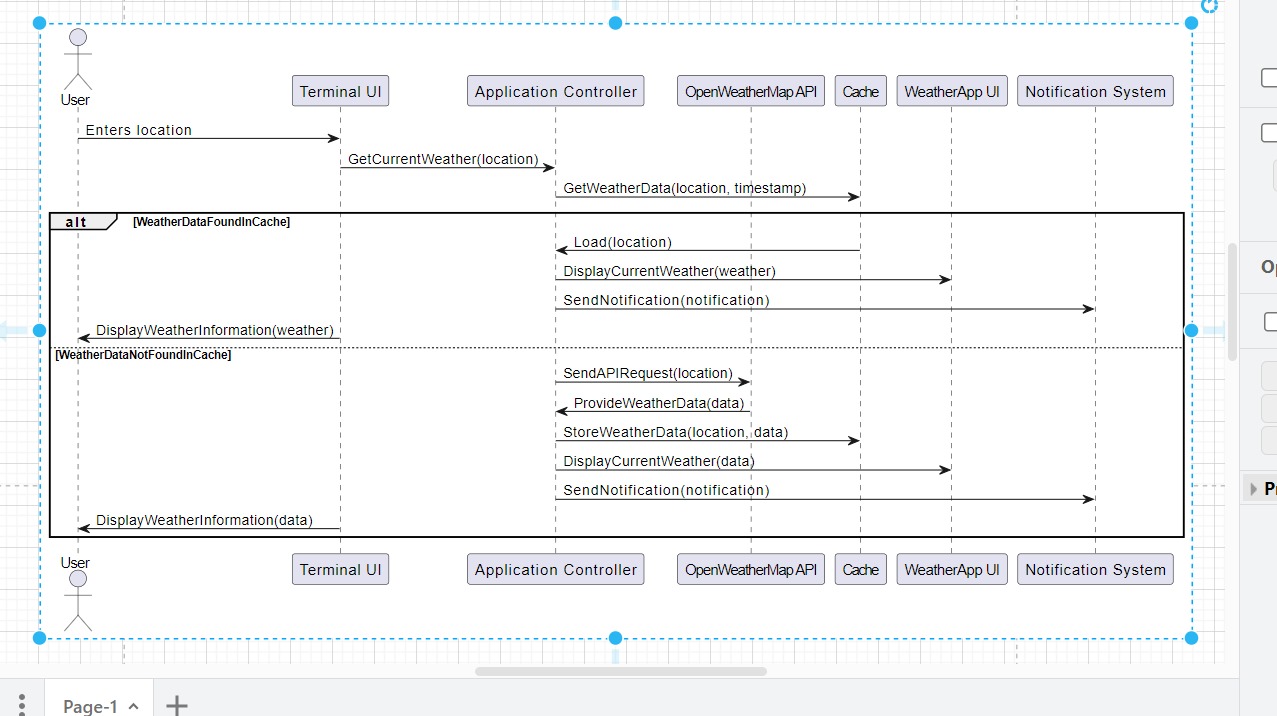 User
Terminal UI
Application Controller
OpenWeatherMap API
Cache
WeatherApp UI
Notification System
Enters location
GetCurrentWeather(location)
GetWeatherData(location, timestamp)
alt
[WeatherDataFoundInCache]
Load(location)
DisplayCurrentWeather(weather)
SendNotification(notification)
DisplayWeatherInformation(weather)
[WeatherDataNotFoundInCache]
SendAPIRequest(location)
ProvideWeatherData(data)
StoreWeatherData(location, data)
DisplayCurrentWeather(data)
SendNotification(notification)
DisplayWeatherInformation(data)
User
Terminal UI
Application Controller
OpenWeatherMap API
Cache
WeatherApp UI
Notification System
Page-1